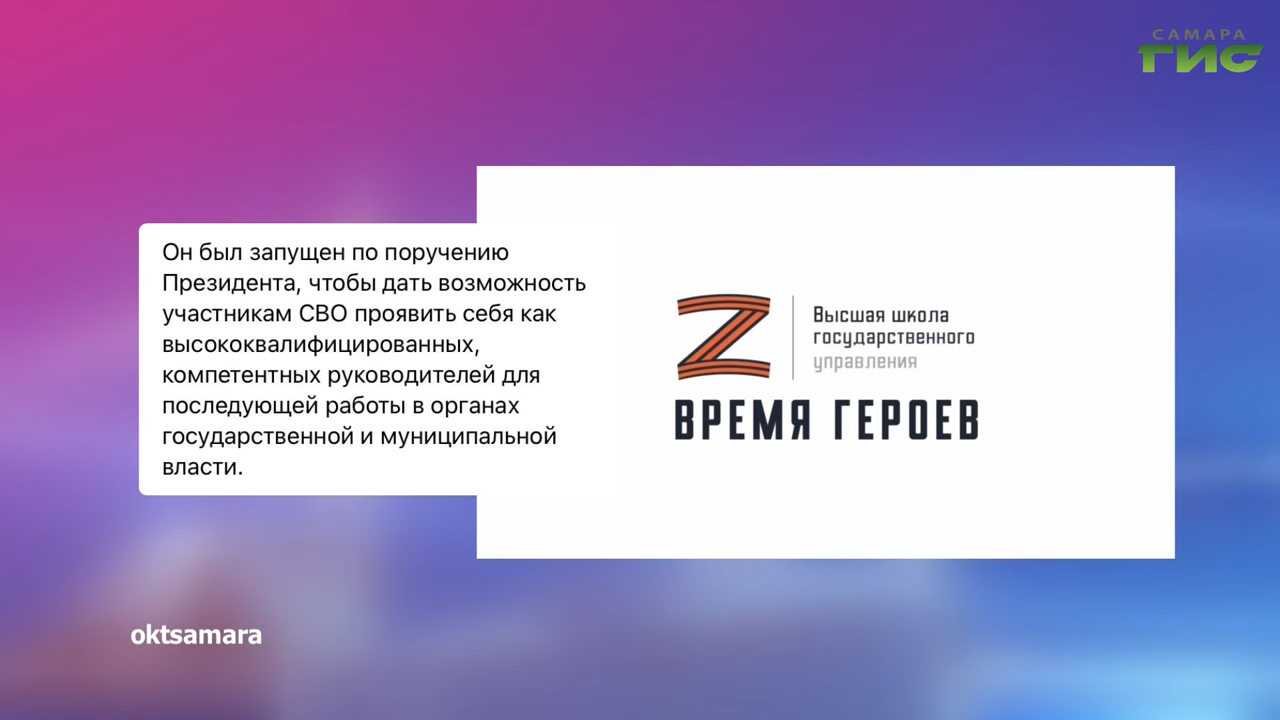 САМАРА
ГИС
Он был запущен по поручению
Президента, чтобы дать возможность
участникам СВО проявить себя как
высококвалифицированных,
компетентных руководителей для
последующей работы в органах
государственной и муниципальной
власти.
Z
Высшая школа
государственного
управления
ВРЕМЯ ГЕРОЕВ
oktsamara